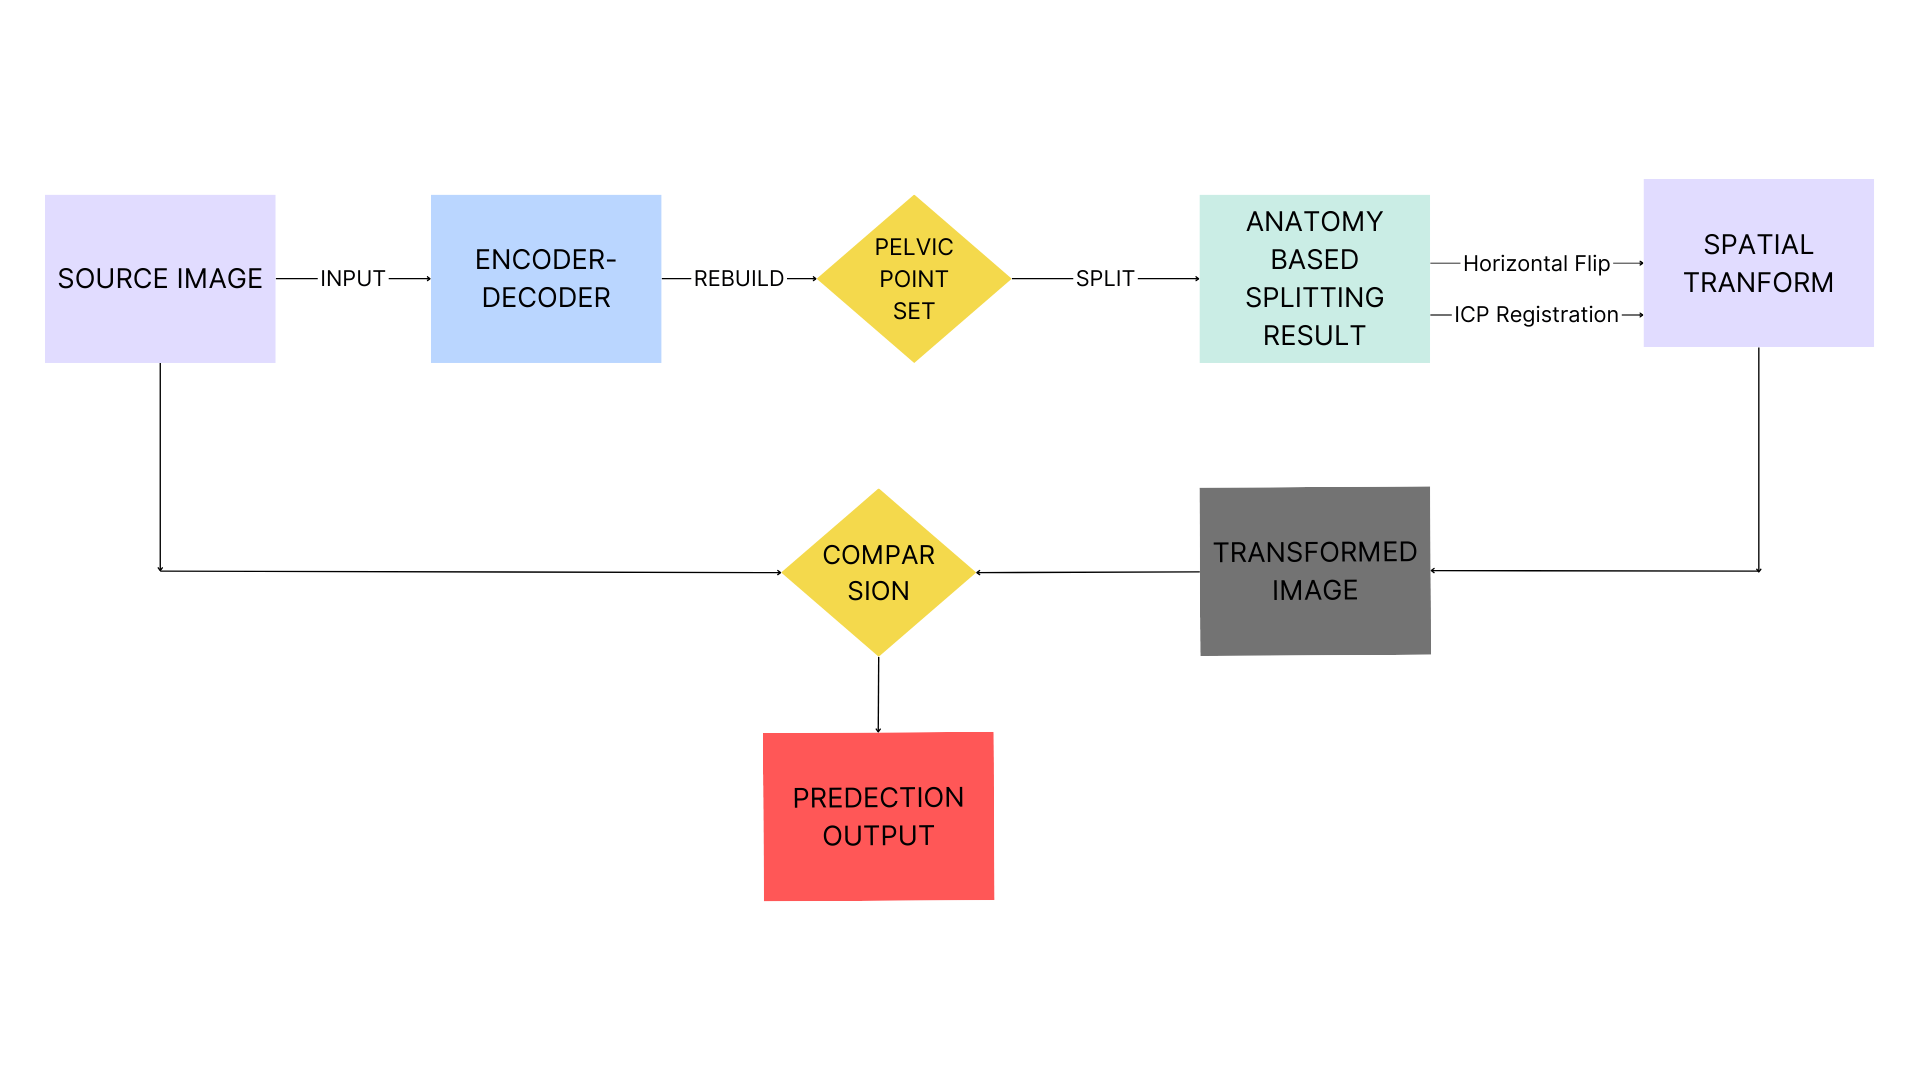 SOURCE IMAGE
INPUT
ENCODER-
DECODER
REBUILD
PELVIC
POINT
SET
SPLIT
ANATOMY
BASED
SPLITTING
RESULT
Horizontal Flip
ICP Registration
SPATIAL
TRANFORM
COMPAR
SION
TRANSFORMED
IMAGE
PREDECTION
OUTPUT